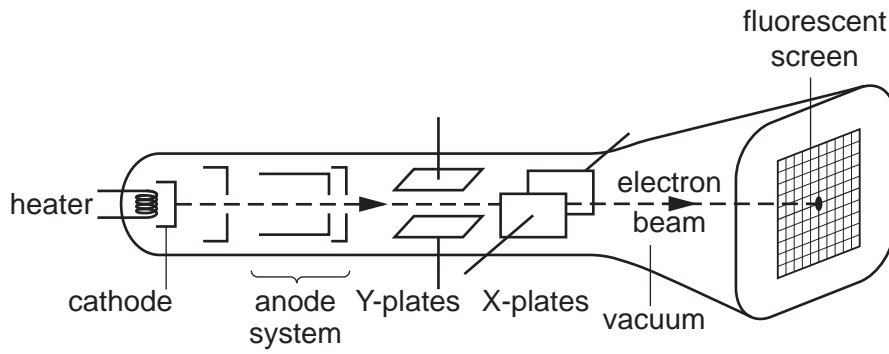 fluorescent
screen
heater
electron
beam
cathode
anode
system
Y-plates
X-plates
vacuum